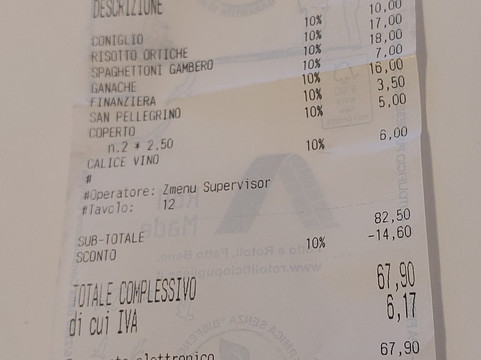 DESCRIZIONE
CONIGLIO 10% 10,00
RISOTTO ORTICHE 10% 17,00
SPAGHETTONI GAMBERO 10% 18,00
GANACHE 10% 7,00
FINANZIERA 10% 16,00
SAN PELLEGRINO 10% 3,50
COPERTO 10% 5,00
n.2 * 2.50
CALICE VINO 10% 6,00
#
#Operatore: Zmenu Supervisor
#Tavolo: 12
SUB-TOTALE 82,50
SCONTO 10% -14,60
TOTALE COMPLESSIVO 67,90
di cui IVA 6,17
elettronico 67,90